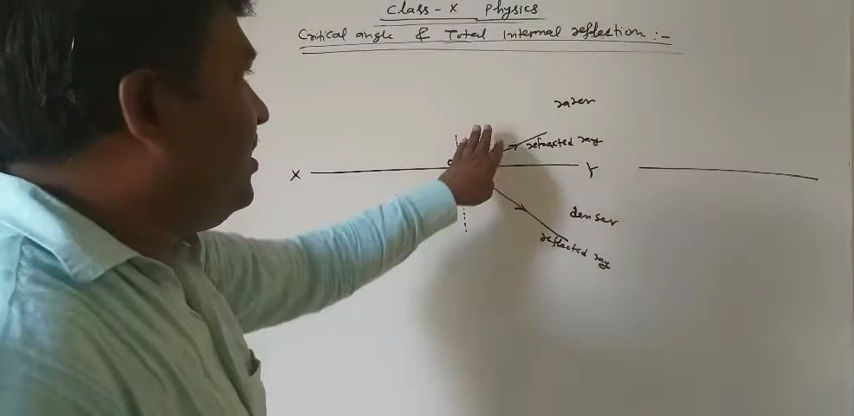 Class - X Physics
Critical angle & Total Internal reflection :-
rarer
refracted ray
X
Y
denser
reflected ray